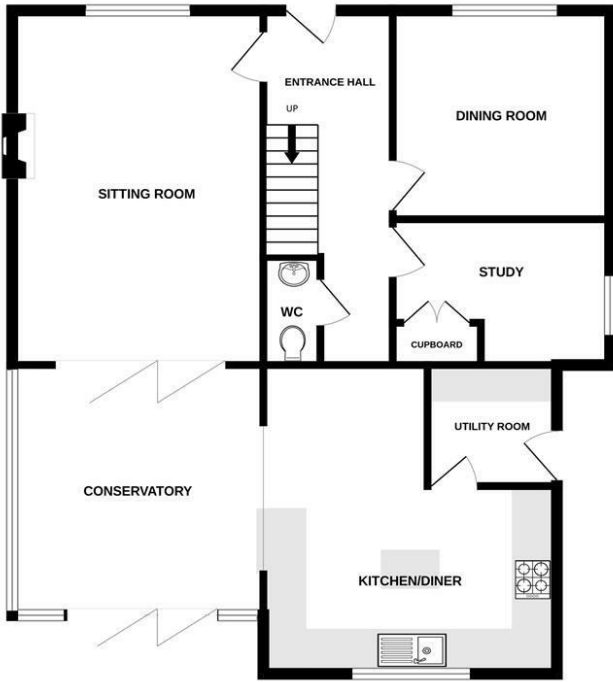 ENTRANCE HALL
UP
DINING ROOM
SITTING ROOM
STUDY
WC
CUPBOARD
UTILITY ROOM
CONSERVATORY
KITCHEN/DINER